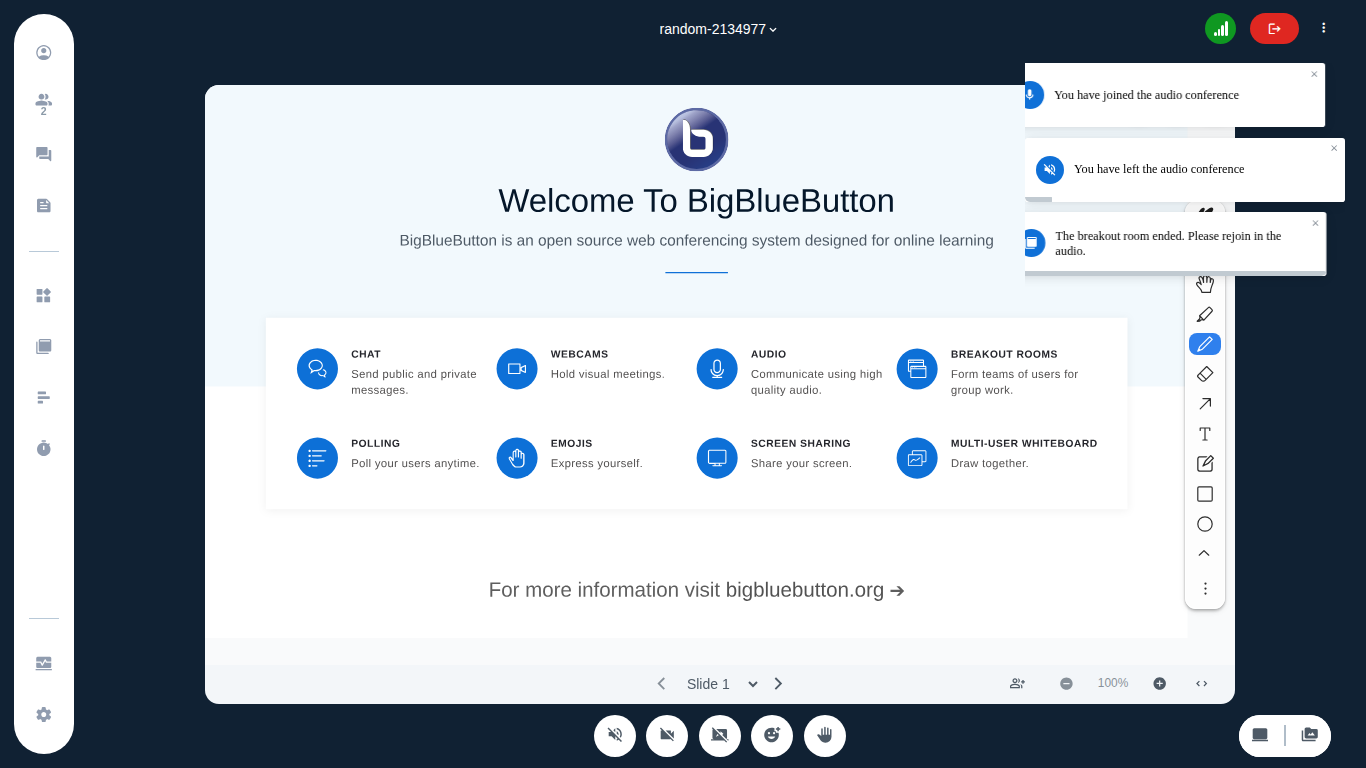 random-2134977
2
You have joined the audio conference
You have left the audio conference
The breakout room ended. Please rejoin in the
audio.
Welcome To BigBlueButton
BigBlueButton is an open source web conferencing system designed for online learning
CHAT
Send public and private
messages.
WEBCAMS
Hold visual meetings.
AUDIO
Communicate using high
quality audio.
BREAKOUT ROOMS
Form teams of users for
group work.
POLLING
Poll your users anytime.
EMOJIS
Express yourself.
SCREEN SHARING
Share your screen.
MULTI-USER WHITEBOARD
Draw together.
For more information visit bigbluebutton.org ➔
Slide 1
100%